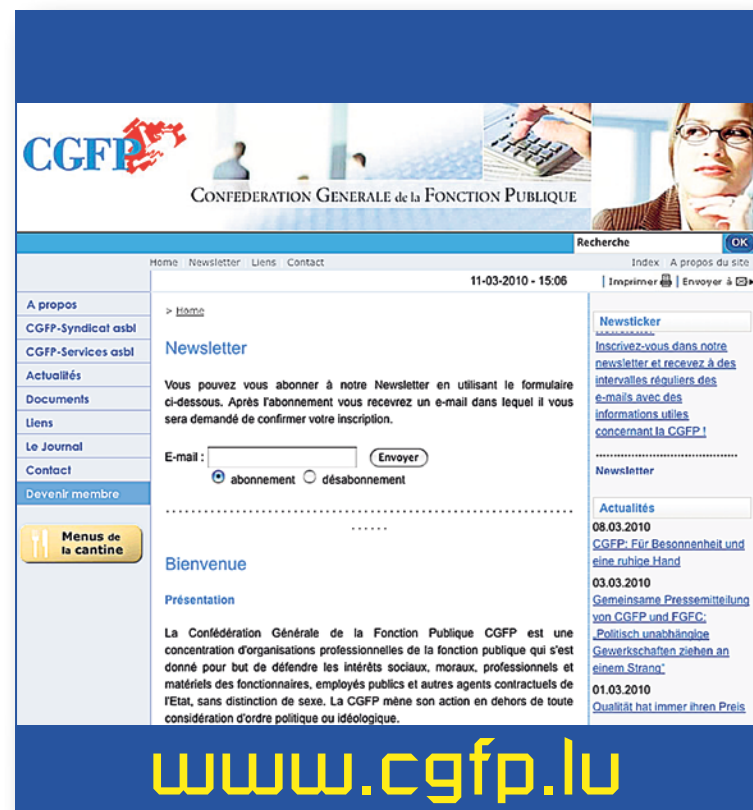 CGFP
CONFEDERATION GENERALE de la FONCTION PUBLIQUE
Recherche OK
Home Newsletter Liens Contact
Index A propos du site
11-03-2010 - 15:06
Imprimer | Envoyer à
A propos
CGFP-Syndicat asbl
CGFP-Services asbl
Actualités
Documents
Liens
Le Journal
Contact
Devenir membre
Menus de
la cantine
> Home
Newsletter
Vous pouvez vous abonner à notre Newsletter en utilisant le formulaire
ci-dessous. Après l'abonnement vous recevrez un e-mail dans lequel il vous
sera demandé de confirmer votre inscription.
E-mail : Envoyer
abonnement désabonnement
Bienvenue
Présentation
La Confédération Générale de la Fonction Publique CGFP est une
concentration d'organisations professionnelles de la fonction publique qui s'est
donné pour but de défendre les intérêts sociaux, moraux, professionnels et
matériels des fonctionnaires, employés publics et autres agents contractuels de
l'Etat, sans distinction de sexe. La CGFP mène son action en dehors de toute
considération d'ordre politique ou idéologique.
Newsticker
Inscrivez-vous dans notre
newsletter et recevez à des
intervalles réguliers des
e-mails avec des
informations utiles
concernant la CGFP !
Newsletter
Actualités
08.03.2010
CGFP: Für Besonnenheit und
eine ruhige Hand
03.03.2010
Gemeinsame Pressemitteilung
von CGFP und FGFC:
„Politisch unabhängige
Gewerkschaften ziehen an
einem Strang"
01.03.2010
Qualität hat immer ihren Preis
www.cgfp.lu